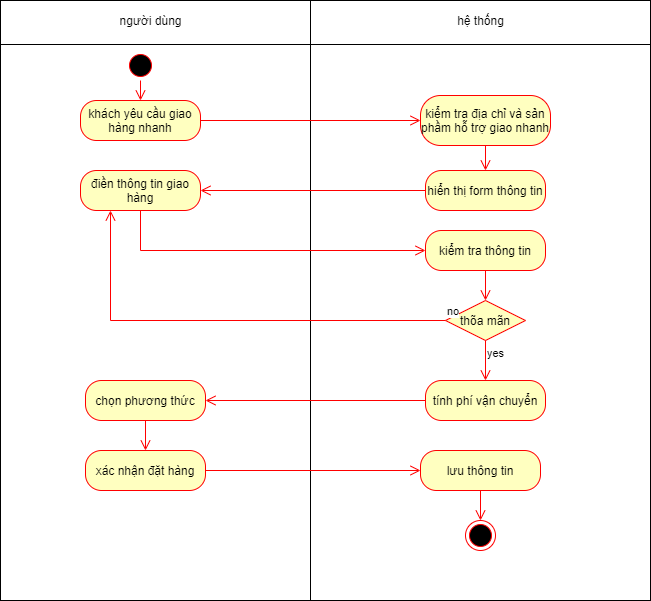 người dùng
hệ thống
khách yêu cầu giao
hàng nhanh
kiểm tra địa chỉ và sản
phầm hỗ trợ giao nhanh
điền thông tin giao
hàng
hiển thị form thông tin
kiểm tra thông tin
no
thõa mãn
yes
chọn phương thức
tính phí vận chuyển
xác nhận đặt hàng
lưu thông tin